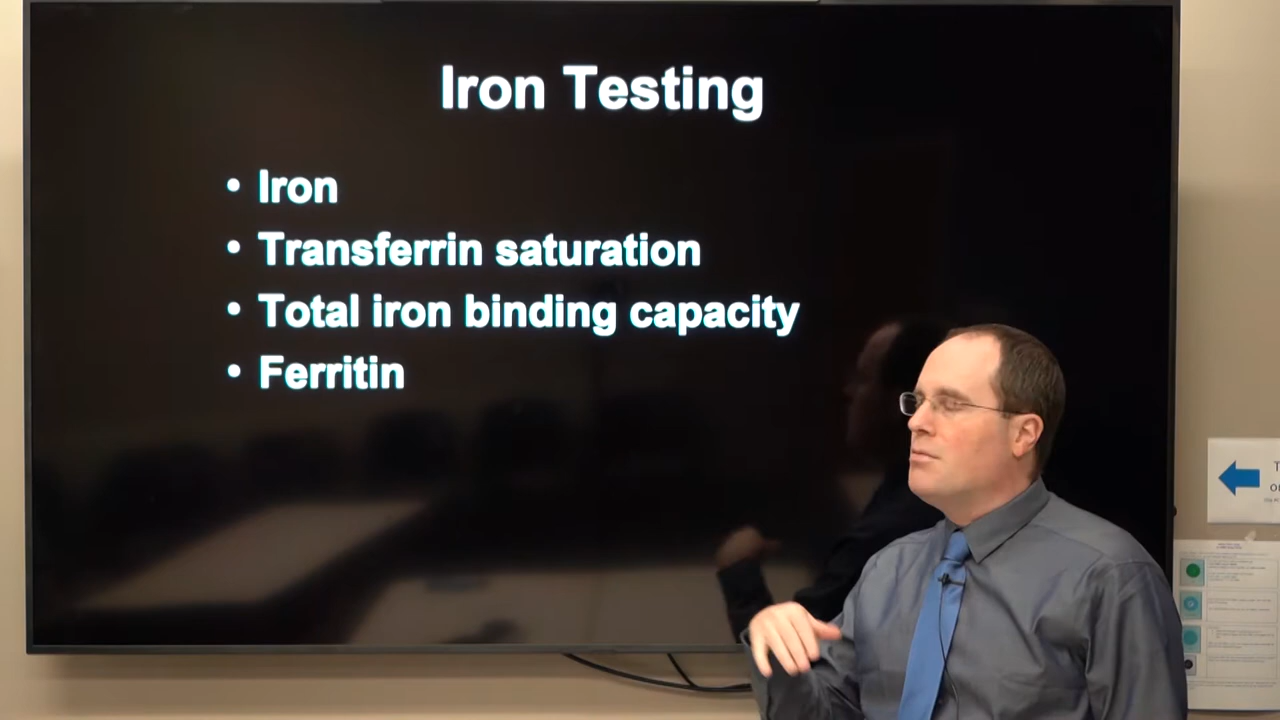 Iron Testing
• Iron
• Transferrin saturation
• Total iron binding capacity
• Ferritin